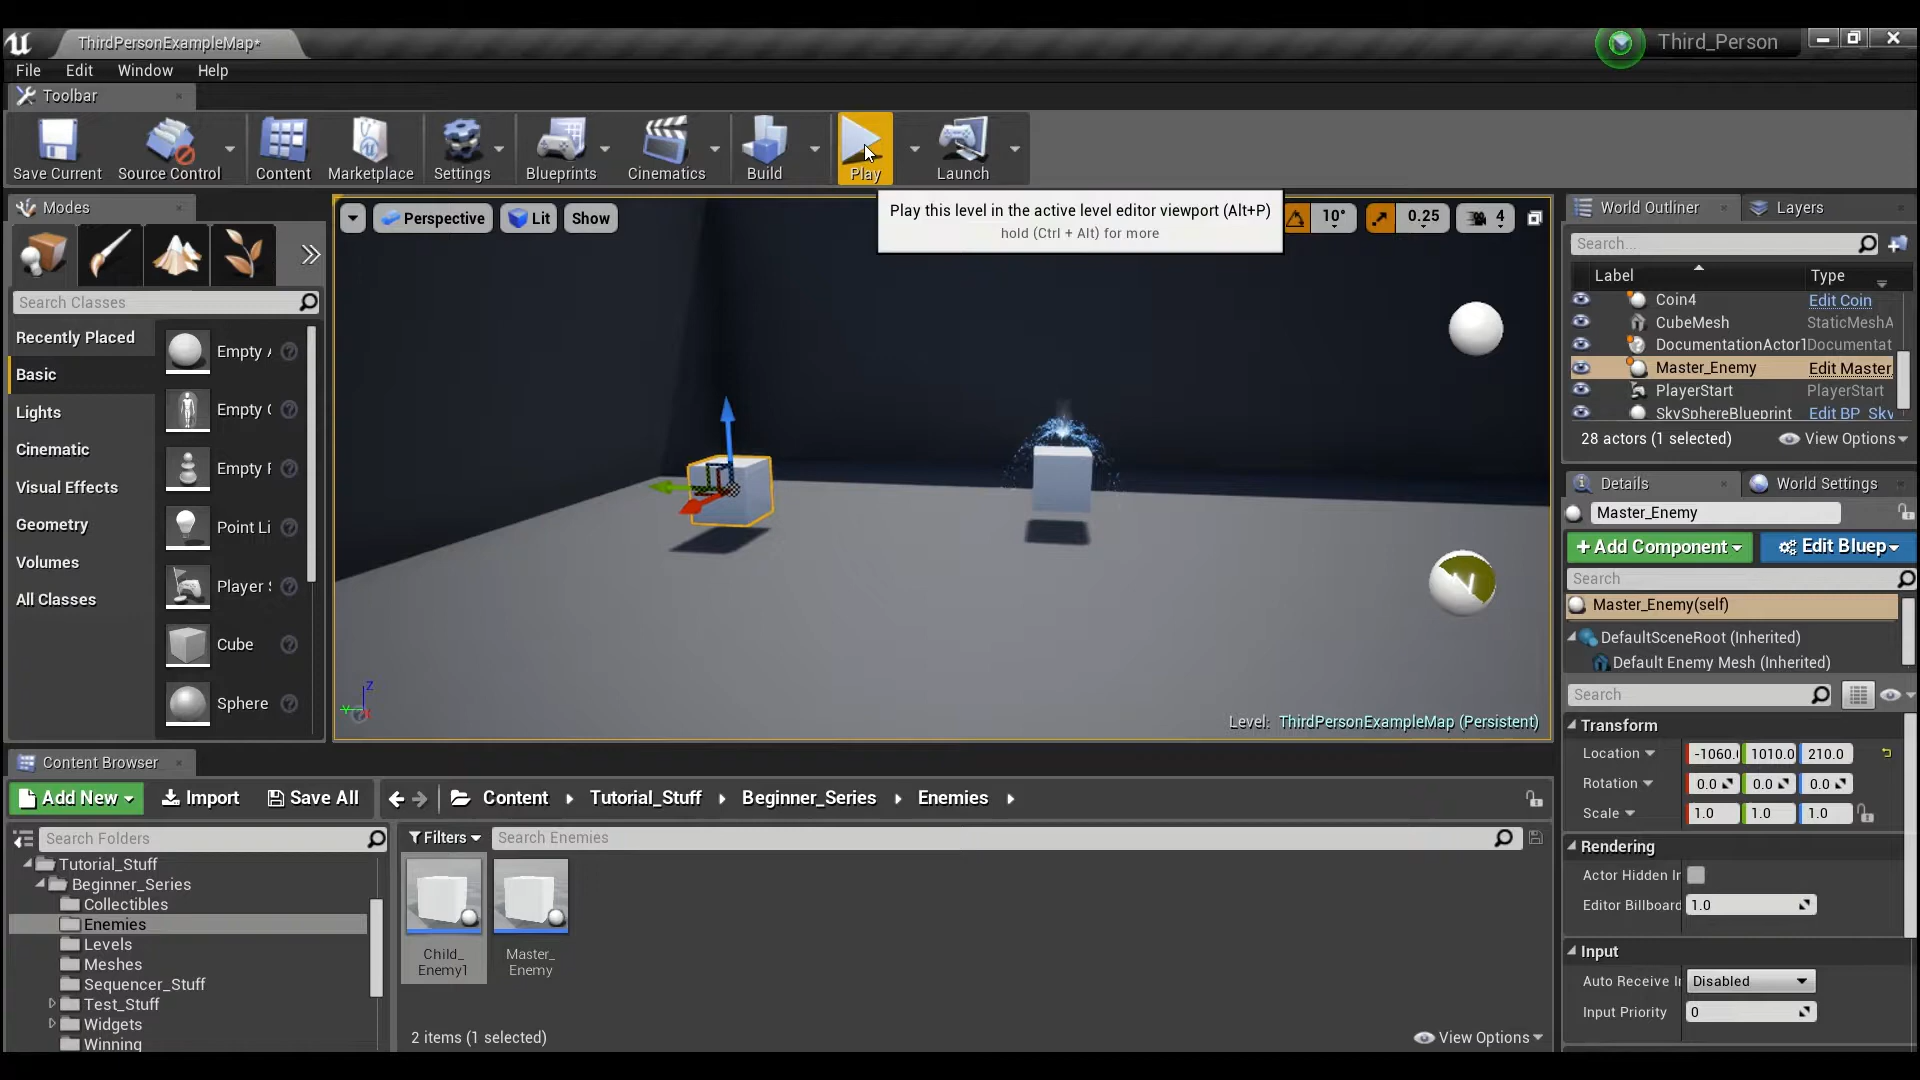 ThirdPersonExampleMap*
Third_Person
File Edit Window Help
Toolbar
Save Current Source Control Content Marketplace Settings Blueprints Cinematics Build Play Launch
Play this level in the active level editor viewport (Alt+P)
hold (Ctrl + Alt) for more
Modes
Search Classes
Recently Placed
Basic
Lights
Cinematic
Visual Effects
Geometry
Volumes
All Classes
Empty A
Empty C
Empty P
Point Li
Player S
Cube
Sphere
Perspective Lit Show
10° 0.25 4
Level: ThirdPersonExampleMap (Persistent)
World Outliner Layers
Search...
Label Type
Coin4 Edit Coin
CubeMesh StaticMeshA
DocumentationActor1 Documentat
Master_Enemy Edit Master
PlayerStart PlayerStart
SkySphereBlueprint Edit BP_Sky
28 actors (1 selected) View Options
Details World Settings
Master_Enemy
+ Add Component Edit Bluep
Search
Master_Enemy(self)
DefaultSceneRoot (Inherited)
Default Enemy Mesh (Inherited)
Search
Transform
Location -1060.0 1010.0 210.0
Rotation 0.0 0.0 0.0
Scale 1.0 1.0 1.0
Rendering
Actor Hidden In
Editor Billboard 1.0
Input
Auto Receive I Disabled
Input Priority 0
Content Browser
Add New Import Save All Content Tutorial_Stuff Beginner_Series Enemies
Search Folders
Tutorial_Stuff
Beginner_Series
Collectibles
Enemies
Levels
Meshes
Sequencer_Stuff
Test_Stuff
Widgets
Winning
Filters Search Enemies
Child_
Enemy1
Master_
Enemy
2 items (1 selected) View Options